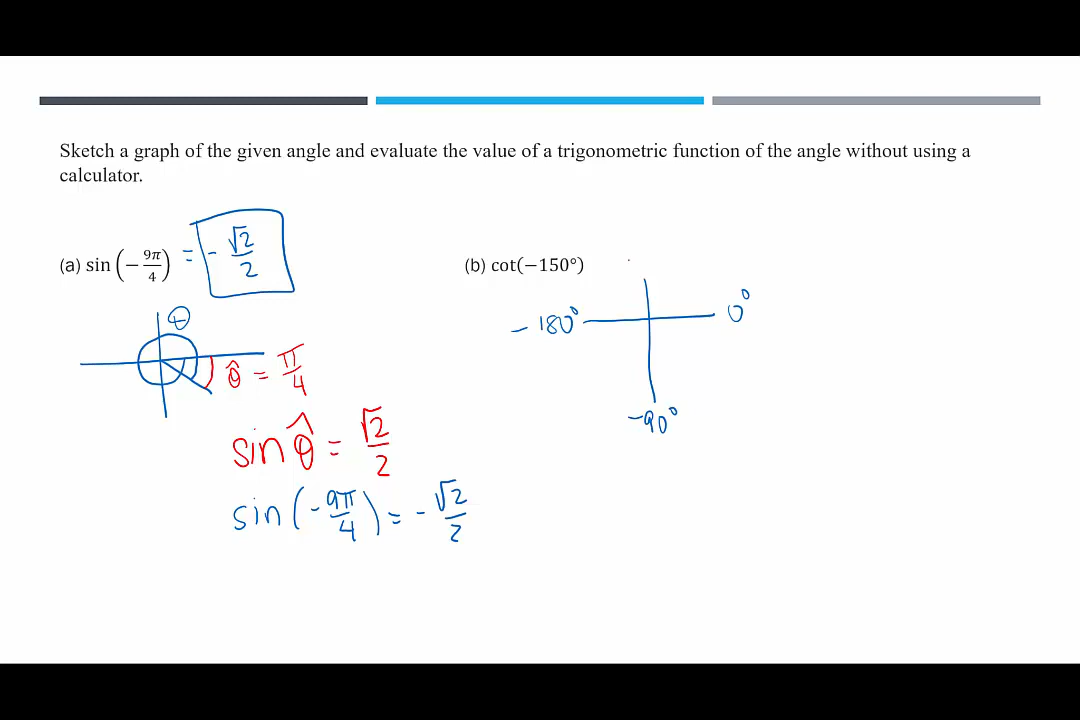 Sketch a graph of the given angle and evaluate the value of a trigonometric function of the angle without using a
calculator.
(a) sin(−9π/4) = -√2/2
(b) cot(−150°)
θ
θ̂ = π/4
sin θ̂ = √2/2
sin(-9π/4) = -√2/2
-180°
0°
-90°